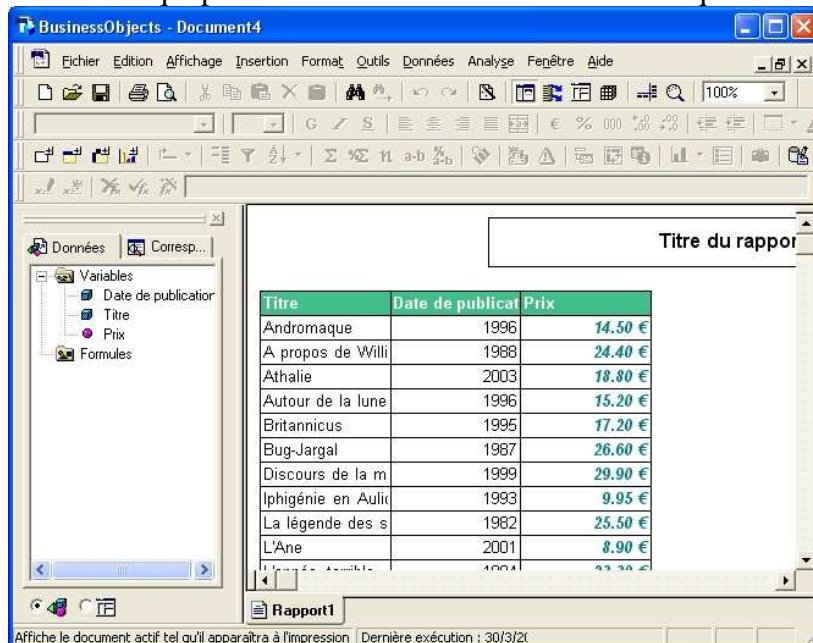 BusinessObjects - Document4
Fichier Edition Affichage Insertion Format Outils Données Analyse Fenêtre Aide
100%
G I S € % 000
Données Corresp...
Variables
Date de publication
Titre
Prix
Formules
Titre du rappor
Titre Date de publicat Prix
Andromaque 1996 14.50 €
A propos de Willi 1988 24.40 €
Athalie 2003 18.80 €
Autour de la lune 1996 15.20 €
Britannicus 1995 17.20 €
Bug-Jargal 1987 26.60 €
Discours de la m 1999 29.90 €
Iphigénie en Aulic 1993 9.95 €
La légende des s 1982 25.50 €
L'Ane 2001 8.90 €
Rapport1
Affiche le document actif tel qu'il apparaîtra à l'impression Dernière exécution : 30/3/20